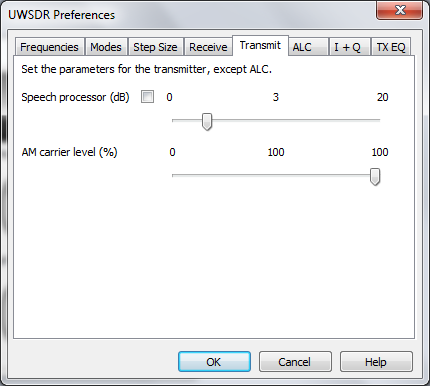 UWSDR Preferences
Frequencies Modes Step Size Receive Transmit ALC I + Q TX EQ
Set the parameters for the transmitter, except ALC.
Speech processor (dB) 0 3 20
AM carrier level (%) 0 100 100
OK Cancel Help